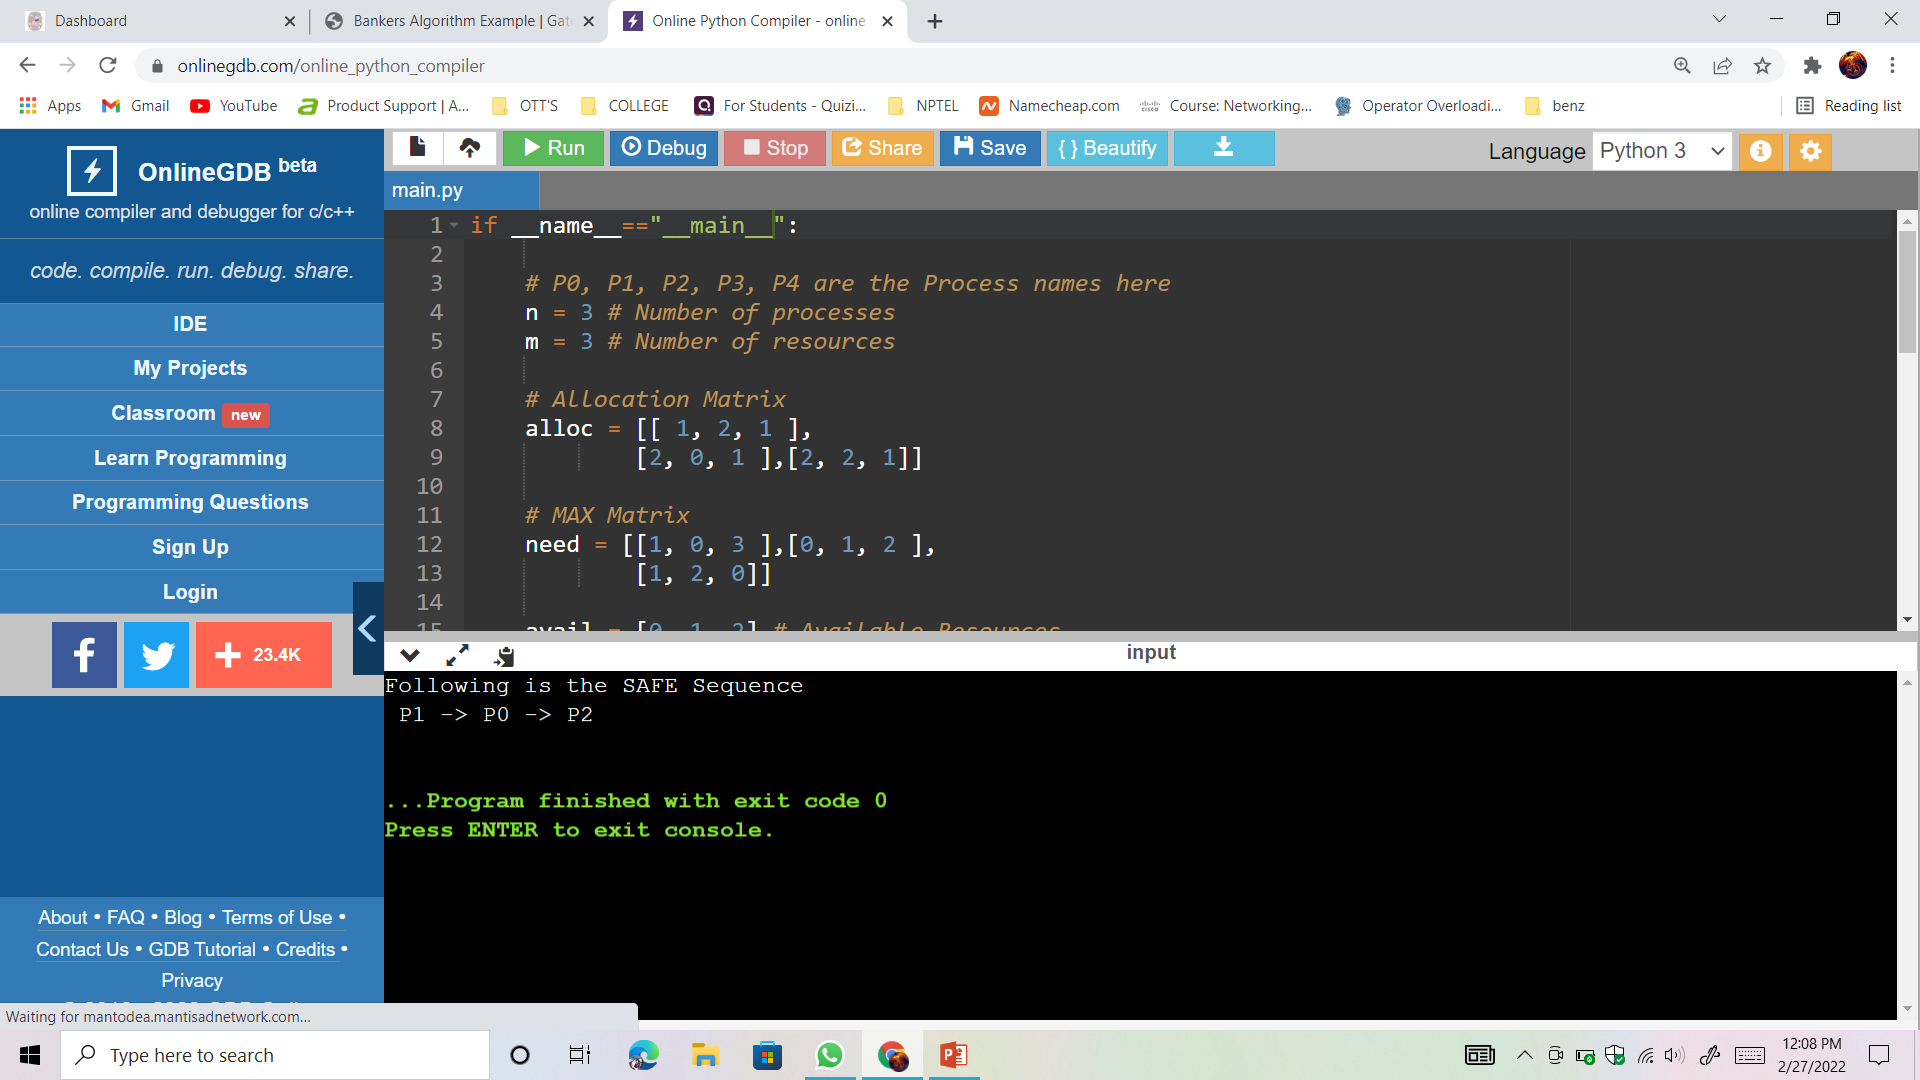 Dashboard
Bankers Algorithm Example | Gat
Online Python Compiler - online
onlinegdb.com/online_python_compiler
Apps
Gmail
YouTube
Product Support | A...
OTT'S
COLLEGE
For Students - Quizi...
NPTEL
Namecheap.com
Course: Networking...
Operator Overloadi...
benz
Reading list
OnlineGDB beta
online compiler and debugger for c/c++
code. compile. run. debug. share.
IDE
My Projects
Classroom new
Learn Programming
Programming Questions
Sign Up
Login
f
23.4K
About • FAQ • Blog • Terms of Use •
Contact Us • GDB Tutorial • Credits •
Privacy
Run
Debug
Stop
Share
Save
{ } Beautify
Language Python 3
main.py
1 if __name__=="__main__":
2
3 # P0, P1, P2, P3, P4 are the Process names here
4 n = 3 # Number of processes
5 m = 3 # Number of resources
6
7 # Allocation Matrix
8 alloc = [[ 1, 2, 1 ],
9 [2, 0, 1 ],[2, 2, 1]]
10
11 # MAX Matrix
12 need = [[1, 0, 3 ],[0, 1, 2 ],
13 [1, 2, 0]]
14
15 avail = [0, 1, 2] # Available Resources
input
Following is the SAFE Sequence
P1 -> P0 -> P2
...Program finished with exit code 0
Press ENTER to exit console.
Waiting for mantodea.mantisadnetwork.com...
Type here to search
12:08 PM
2/27/2022